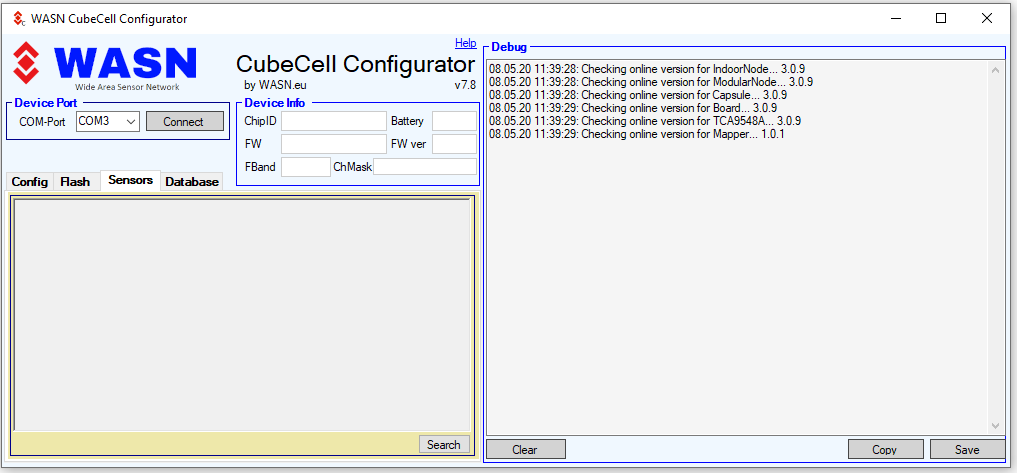 WASN CubeCell Configurator
WASN
Wide Area Sensor Network
Help
CubeCell Configurator
by WASN.eu v7.8
Device Port
COM-Port COM3 Connect
Device Info
ChipID Battery
FW FW ver
FBand ChMask
Config Flash Sensors Database
Search
Debug
08.05.20 11:39:28: Checking online version for IndoorNode... 3.0.9
08.05.20 11:39:28: Checking online version for ModularNode... 3.0.9
08.05.20 11:39:28: Checking online version for Capsule... 3.0.9
08.05.20 11:39:29: Checking online version for Board... 3.0.9
08.05.20 11:39:29: Checking online version for TCA9548A... 3.0.9
08.05.20 11:39:29: Checking online version for Mapper... 1.0.1
Clear Copy Save